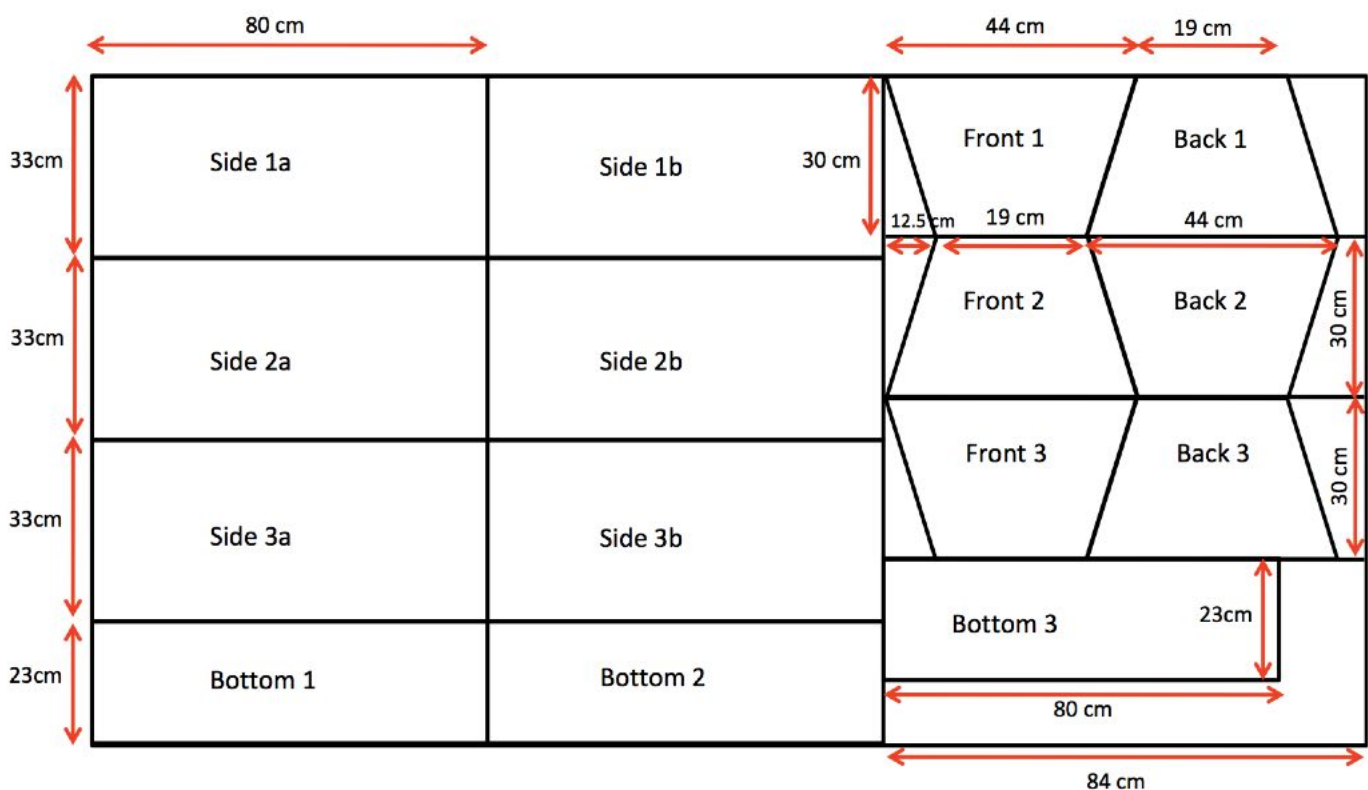 80 cm
44 cm
19 cm
33cm
Side 1a
Side 1b
30 cm
Front 1
Back 1
12.5 cm
19 cm
44 cm
33cm
Side 2a
Side 2b
Front 2
Back 2
30 cm
33cm
Side 3a
Side 3b
Front 3
Back 3
30 cm
23cm
Bottom 1
Bottom 2
Bottom 3
23cm
80 cm
84 cm